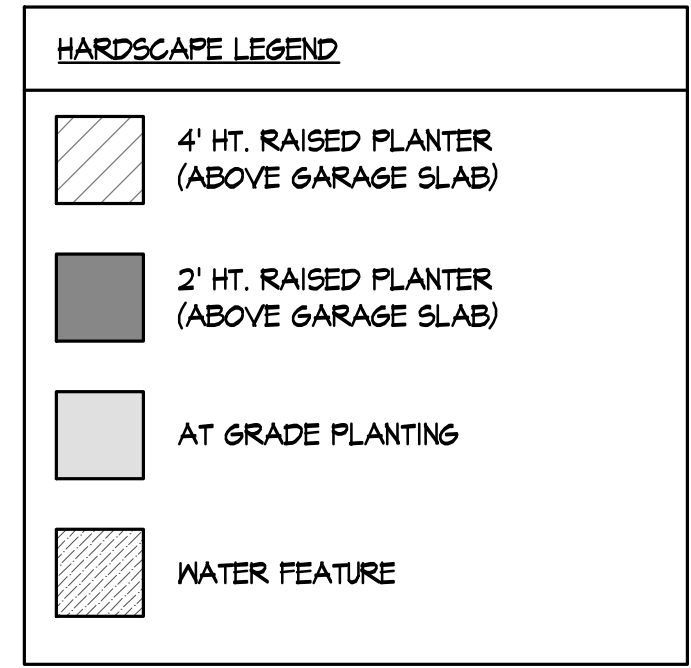 HARDSCAPE LEGEND
4' HT. RAISED PLANTER
(ABOVE GARAGE SLAB)
2' HT. RAISED PLANTER
(ABOVE GARAGE SLAB)
AT GRADE PLANTING
WATER FEATURE